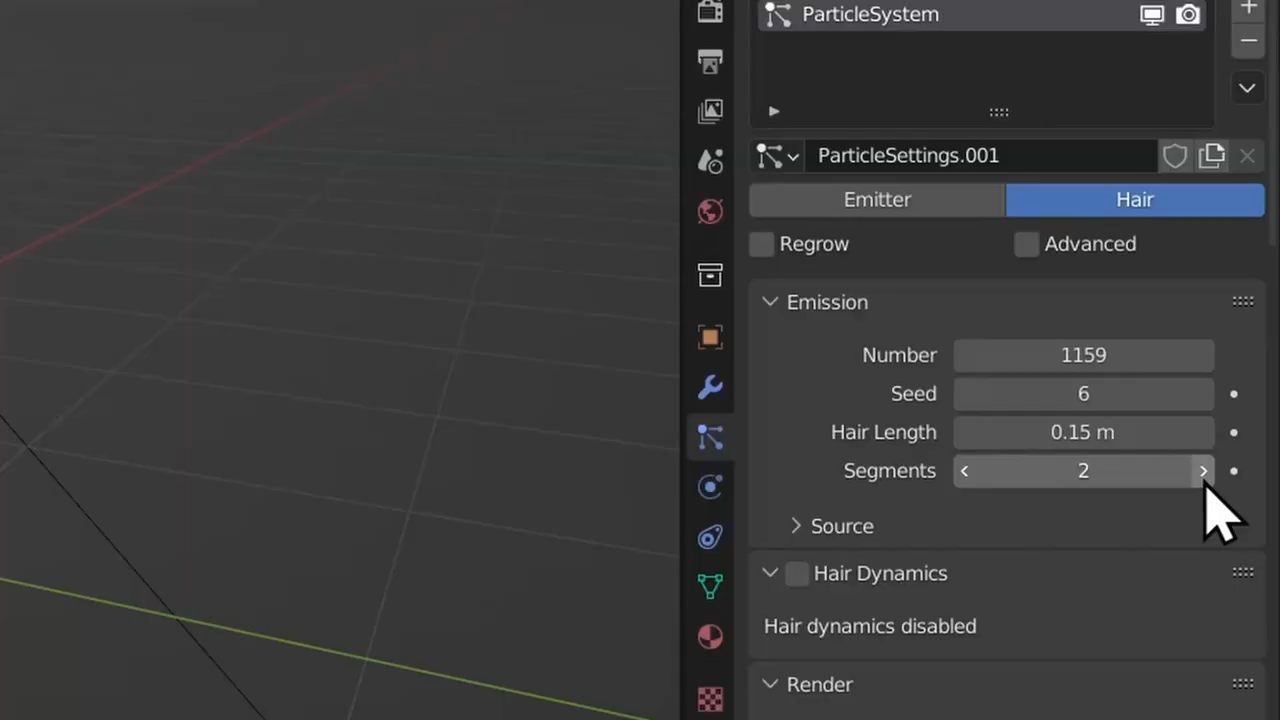 ParticleSystem
ParticleSettings.001
Emitter Hair
Regrow Advanced
Emission
Number 1159
Seed 6
Hair Length 0.15 m
Segments 2
Source
Hair Dynamics
Hair dynamics disabled
Render